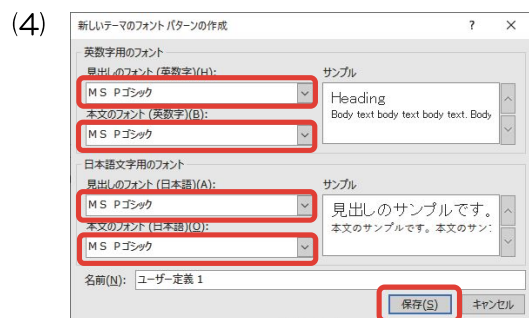 (4)
新しいテーマのフォント パターンの作成 ? ×
英数字用のフォント
見出しのフォント (英数字)(H): サンプル
ＭＳ Ｐゴシック
Heading
本文のフォント (英数字)(B):
Body text body text body text. Body
ＭＳ Ｐゴシック
日本語文字用のフォント
見出しのフォント (日本語)(A): サンプル
ＭＳ Ｐゴシック
見出しのサンプルです。
本文のフォント (日本語)(O):
本文のサンプルです。本文のサン
ＭＳ Ｐゴシック
名前(N): ユーザー定義 1
保存(S) キャンセル